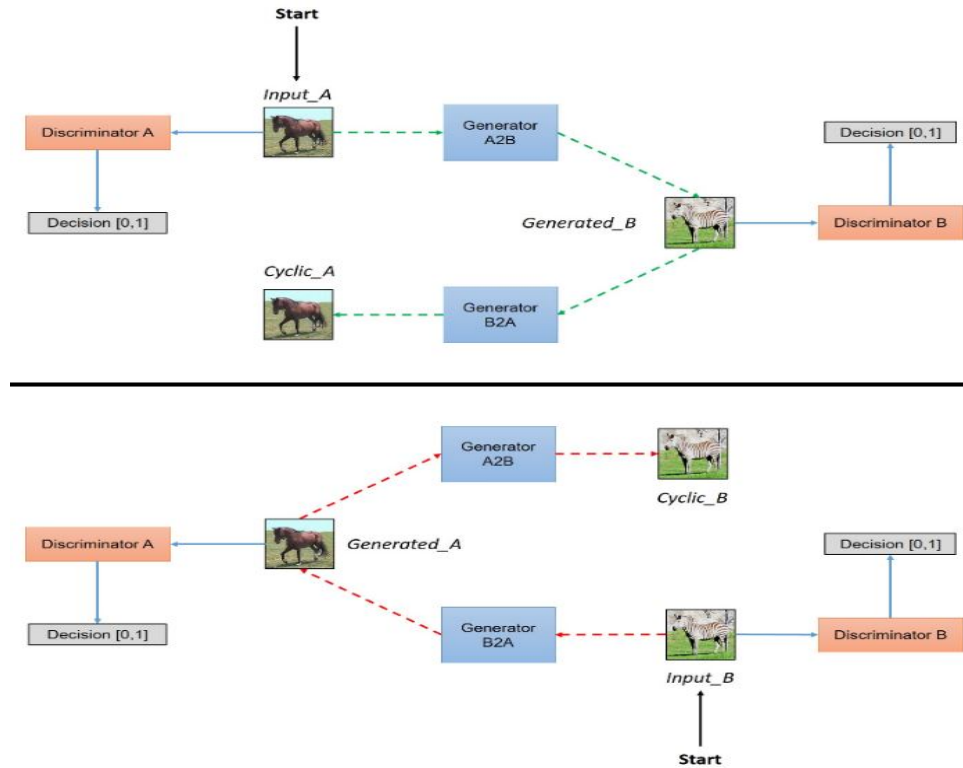 Start
Input_A
Discriminator A
Generator
A2B
Decision [0,1]
Decision [0,1]
Generated_B
Discriminator B
Cyclic_A
Generator
B2A
Generator
A2B
Cyclic_B
Discriminator A
Generated_A
Decision [0,1]
Decision [0,1]
Generator
B2A
Discriminator B
Input_B
Start